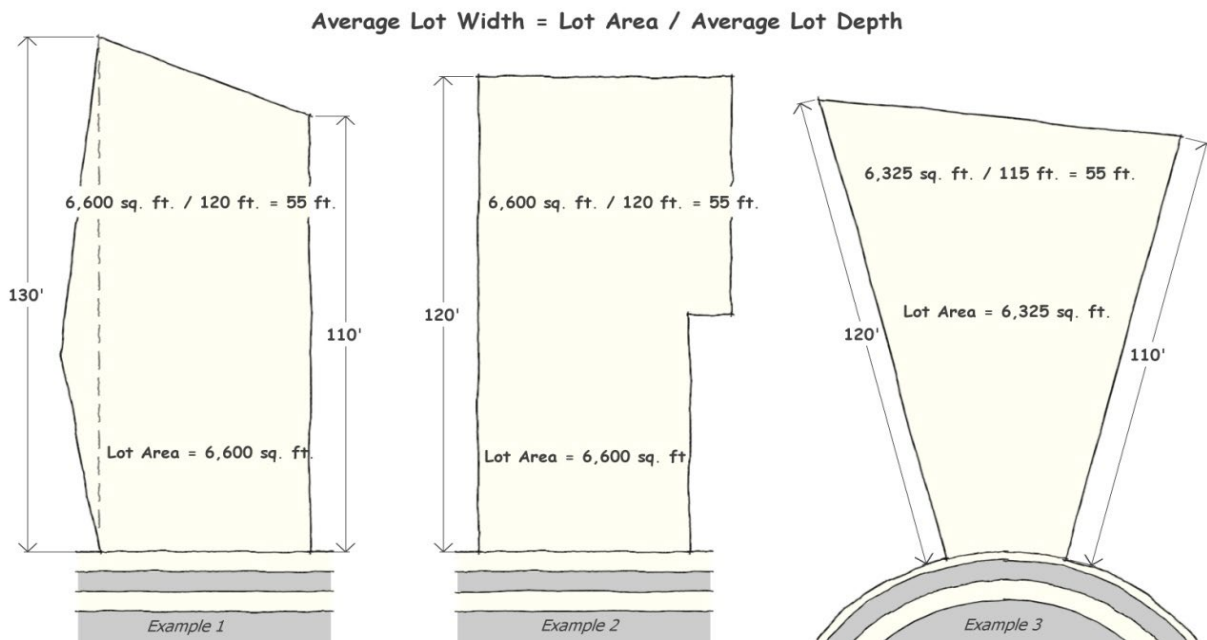 Average Lot Width = Lot Area / Average Lot Depth
6,600 sq. ft. / 120 ft. = 55 ft.
130'
110'
Lot Area = 6,600 sq. ft.
Example 1
6,600 sq. ft. / 120 ft. = 55 ft.
120'
Lot Area = 6,600 sq. ft
Example 2
6,325 sq. ft. / 115 ft. = 55 ft.
Lot Area = 6,325 sq. ft.
120'
110'
Example 3